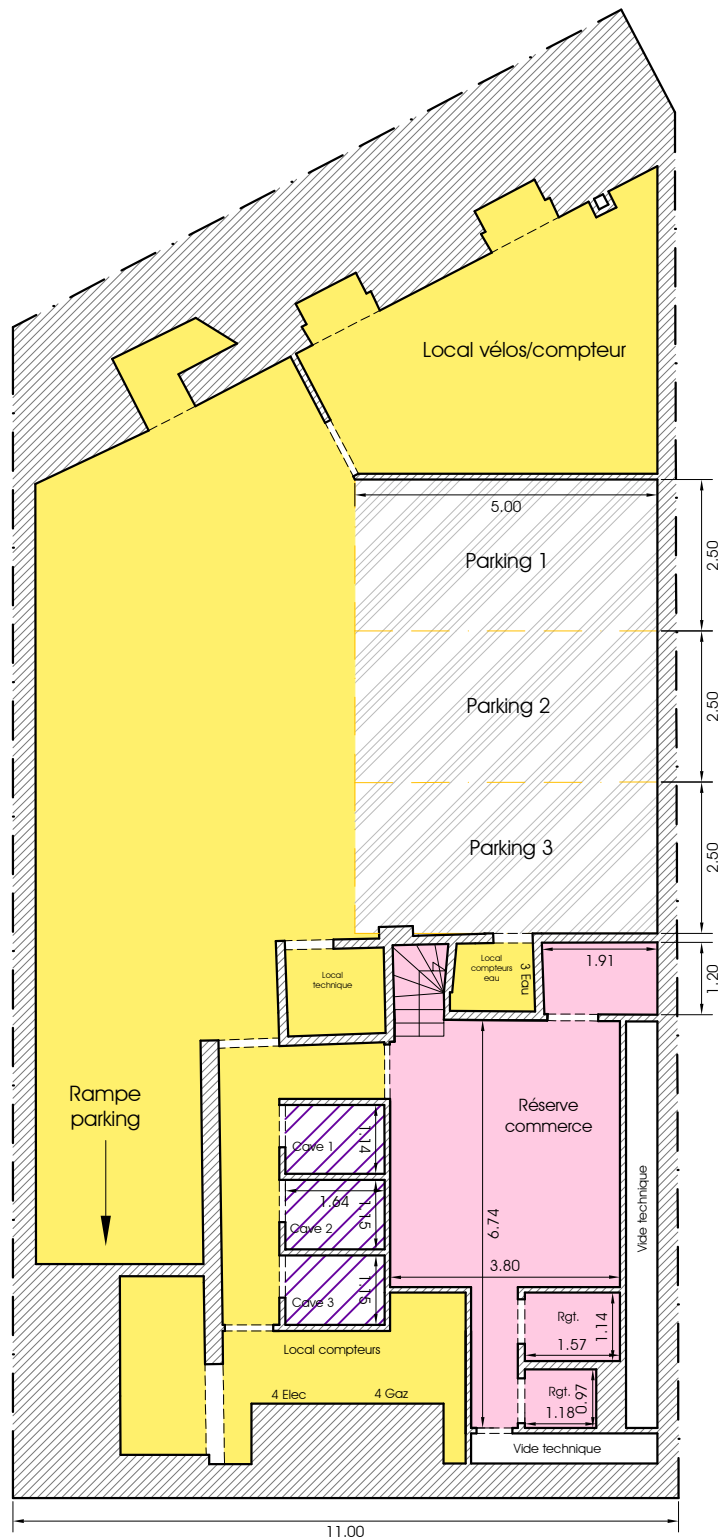 Local vélos/compteur
5.00
Parking 1
2.50
Parking 2
2.50
Parking 3
2.50
Local
technique
Local
compteurs
eau
3 Eau
1.91
1.20
Rampe
parking
Réserve
commerce
Cave 1
1.14
1.64
1.15
Cave 2
6.74
Vide technique
3.80
Cave 3
1.15
Rgt.
1.14
1.57
Local compteurs
4 Elec
4 Gaz
Rgt.
0.97
1.18
Vide technique
11.00